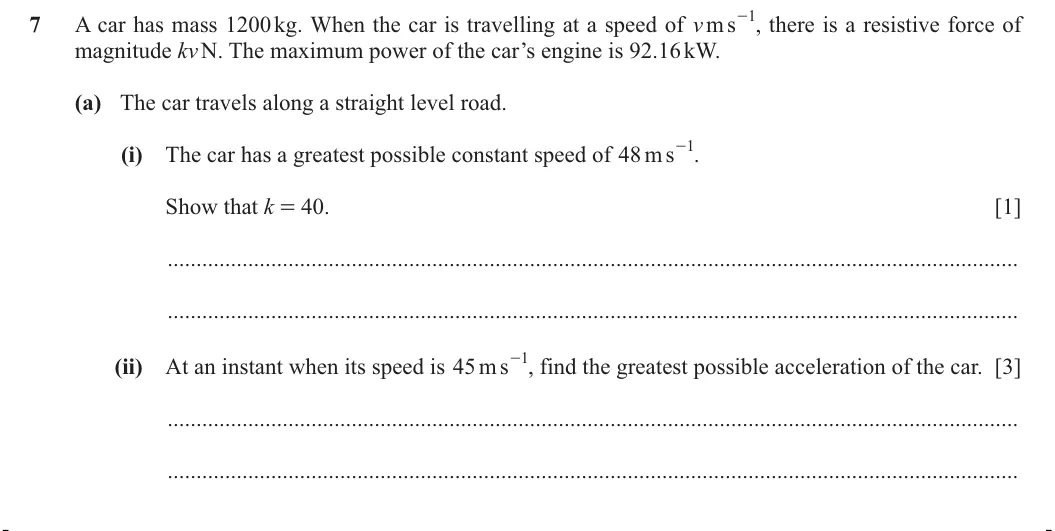 7 A car has mass 1200 kg. When the car is travelling at a speed of v m s⁻¹, there is a resistive force of
magnitude kv N. The maximum power of the car's engine is 92.16 kW.
(a) The car travels along a straight level road.
(i) The car has a greatest possible constant speed of 48 m s⁻¹.
Show that k = 40. [1]
(ii) At an instant when its speed is 45 m s⁻¹, find the greatest possible acceleration of the car. [3]